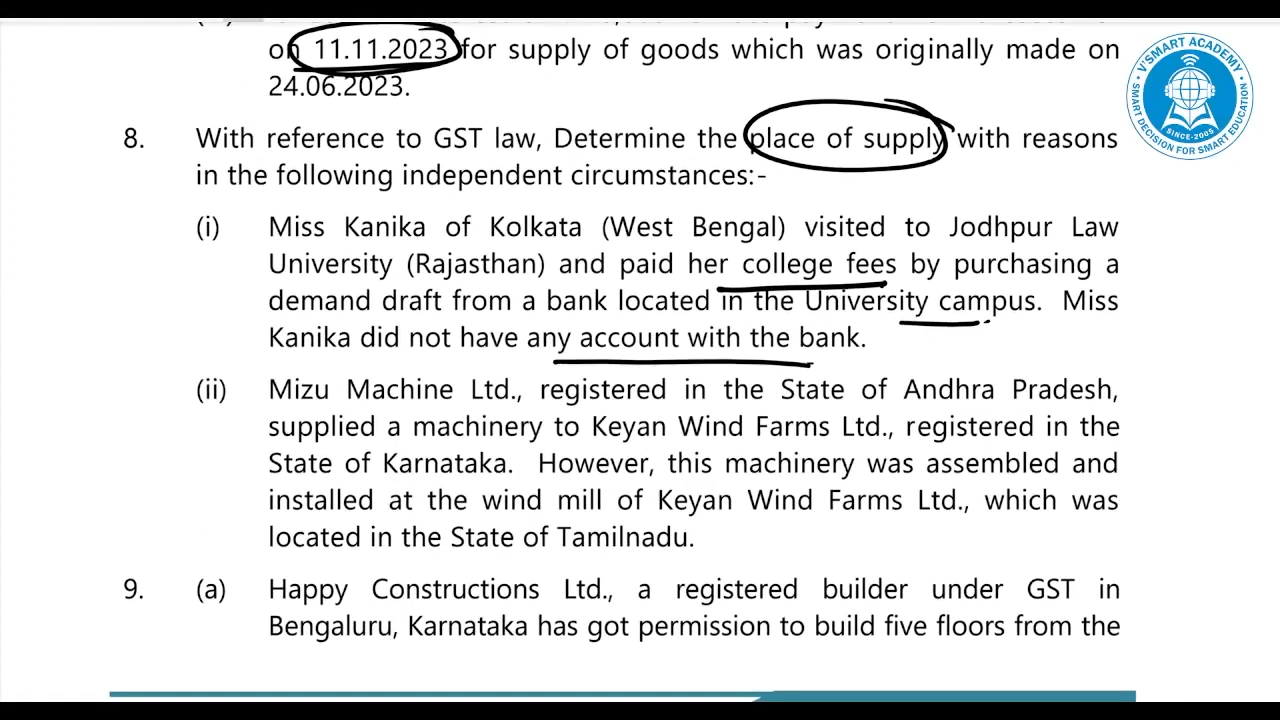 on 11.11.2023 for supply of goods which was originally made on
24.06.2023.
8. With reference to GST law, Determine the place of supply with reasons
in the following independent circumstances:-
(i) Miss Kanika of Kolkata (West Bengal) visited to Jodhpur Law
University (Rajasthan) and paid her college fees by purchasing a
demand draft from a bank located in the University campus. Miss
Kanika did not have any account with the bank.
(ii) Mizu Machine Ltd., registered in the State of Andhra Pradesh,
supplied a machinery to Keyan Wind Farms Ltd., registered in the
State of Karnataka. However, this machinery was assembled and
installed at the wind mill of Keyan Wind Farms Ltd., which was
located in the State of Tamilnadu.
9. (a) Happy Constructions Ltd., a registered builder under GST in
Bengaluru, Karnataka has got permission to build five floors from the
V'SMART ACADEMY
SINCE-2005
SMART DECISION FOR SMART EDUCATION